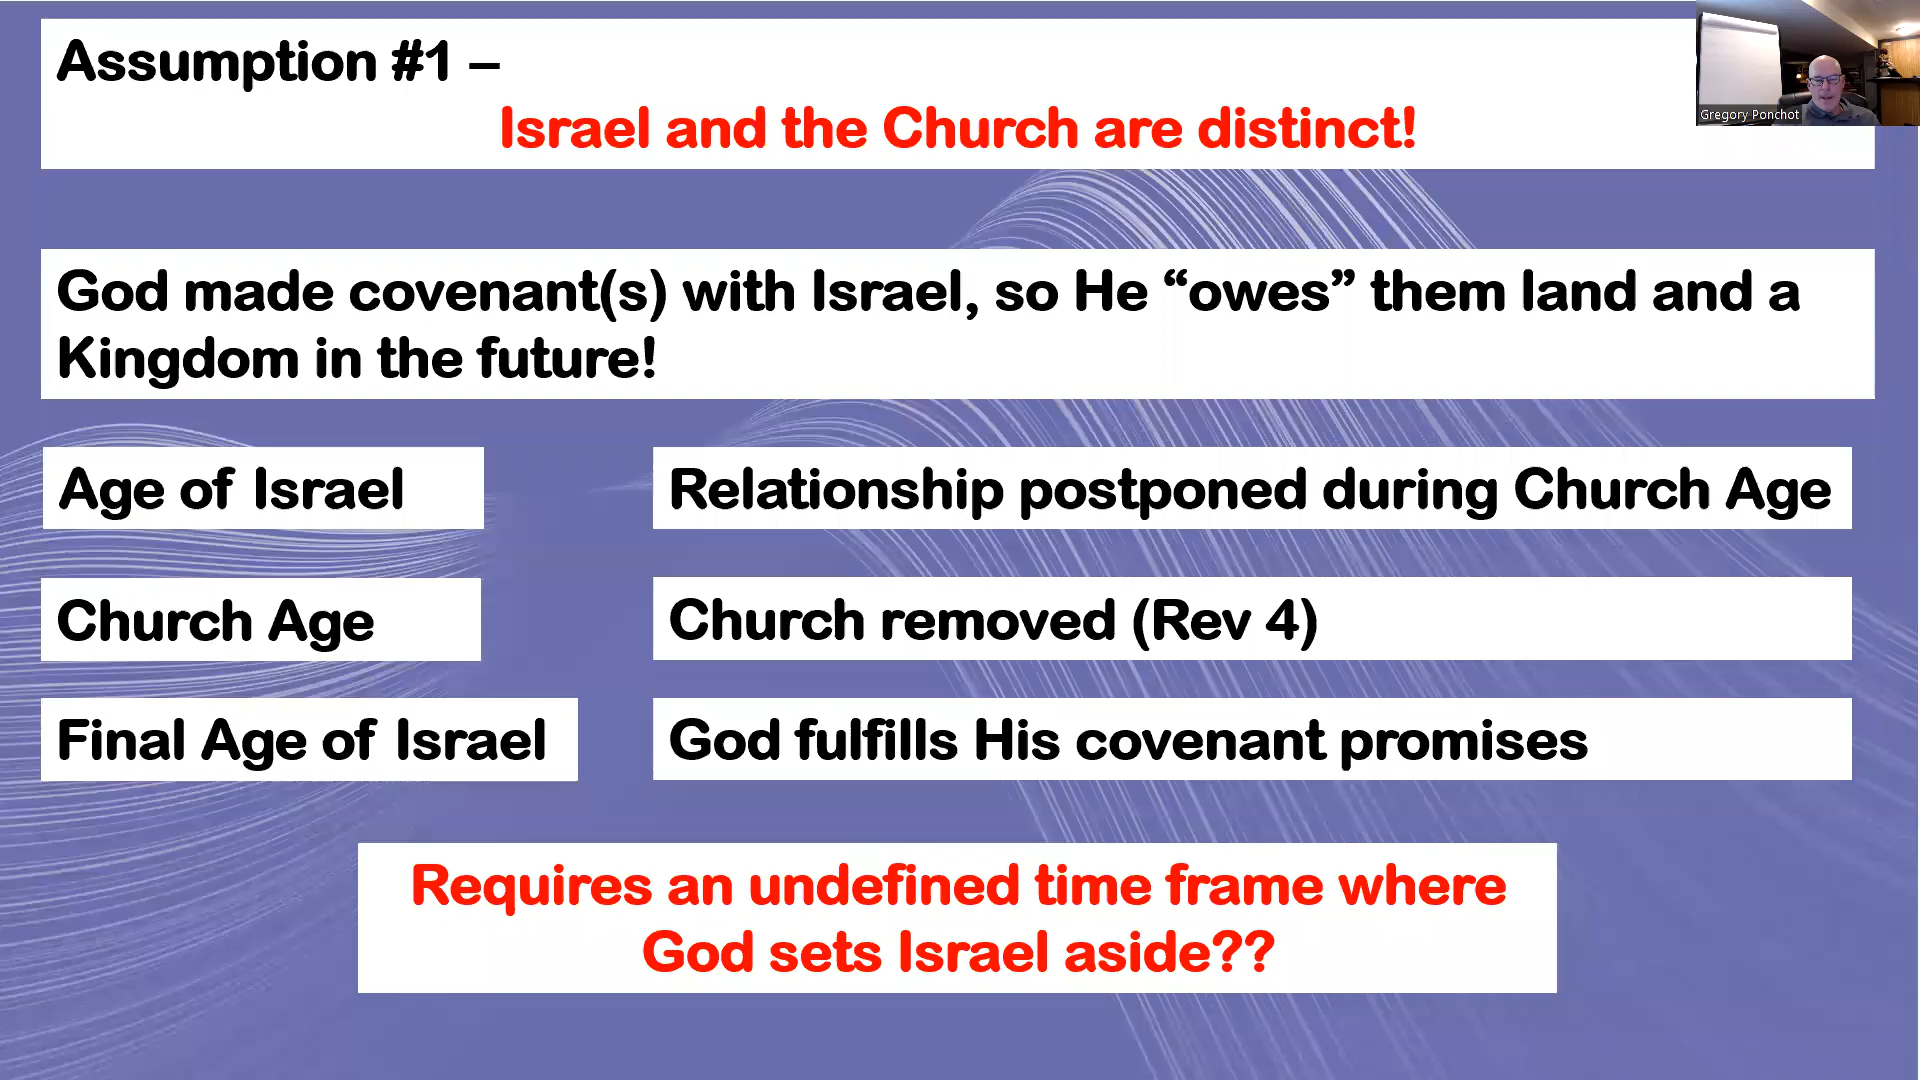 Assumption #1 –
Israel and the Church are distinct!
Gregory Ponchot
God made covenant(s) with Israel, so He “owes” them land and a
Kingdom in the future!
Age of Israel
Relationship postponed during Church Age
Church Age
Church removed (Rev 4)
Final Age of Israel
God fulfills His covenant promises
Requires an undefined time frame where
God sets Israel aside??